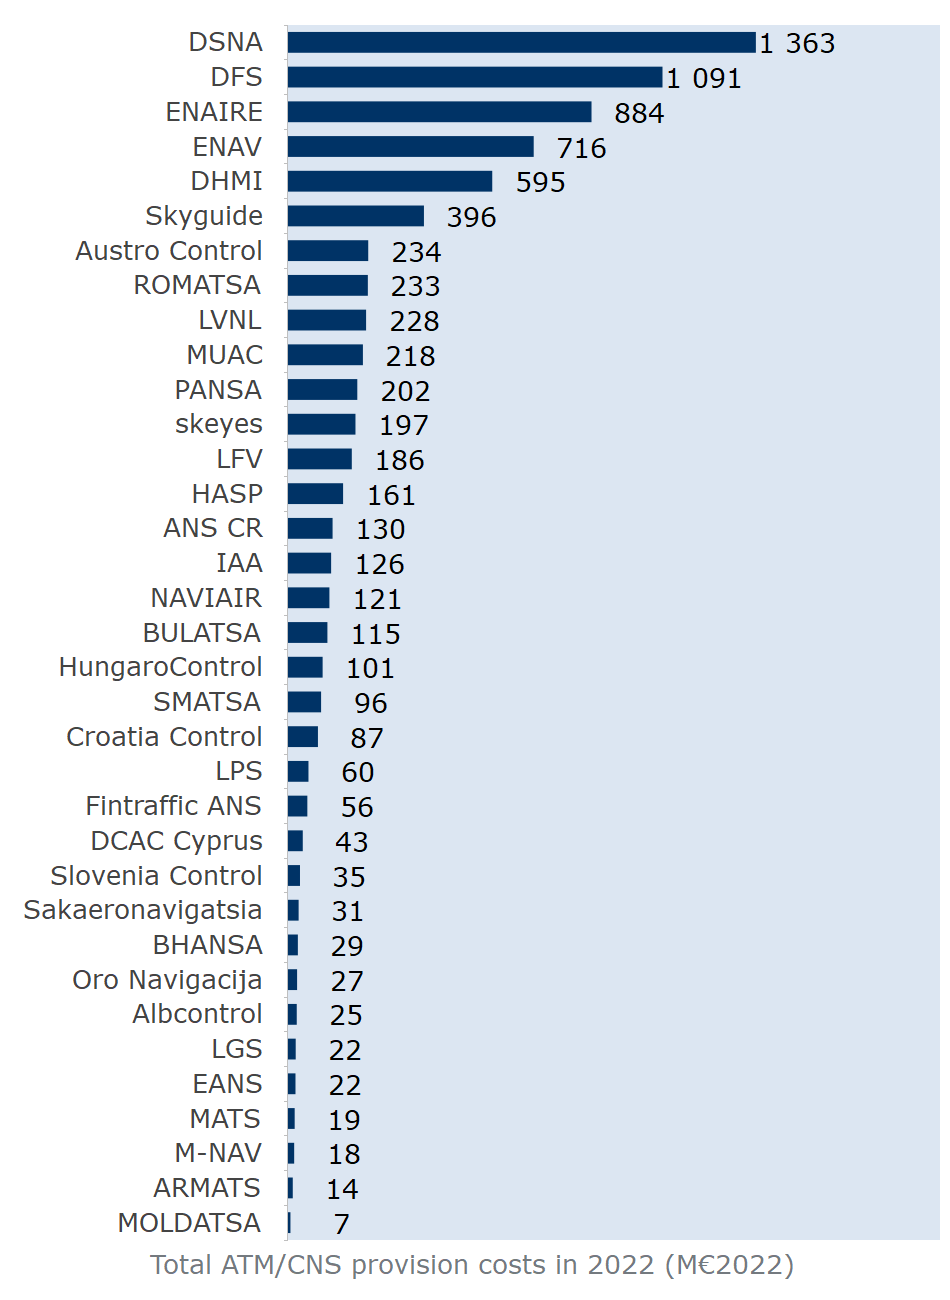 DSNA 1 363
DFS 1 091
ENAIRE 884
ENAV 716
DHMI 595
Skyguide 396
Austro Control 234
ROMATSA 233
LVNL 228
MUAC 218
PANSA 202
skeyes 197
LFV 186
HASP 161
ANS CR 130
IAA 126
NAVIAIR 121
BULATSA 115
HungaroControl 101
SMATSA 96
Croatia Control 87
LPS 60
Fintraffic ANS 56
DCAC Cyprus 43
Slovenia Control 35
Sakaeronavigatsia 31
BHANSA 29
Oro Navigacija 27
Albcontrol 25
LGS 22
EANS 22
MATS 19
M-NAV 18
ARMATS 14
MOLDATSA 7
Total ATM/CNS provision costs in 2022 (M€2022)